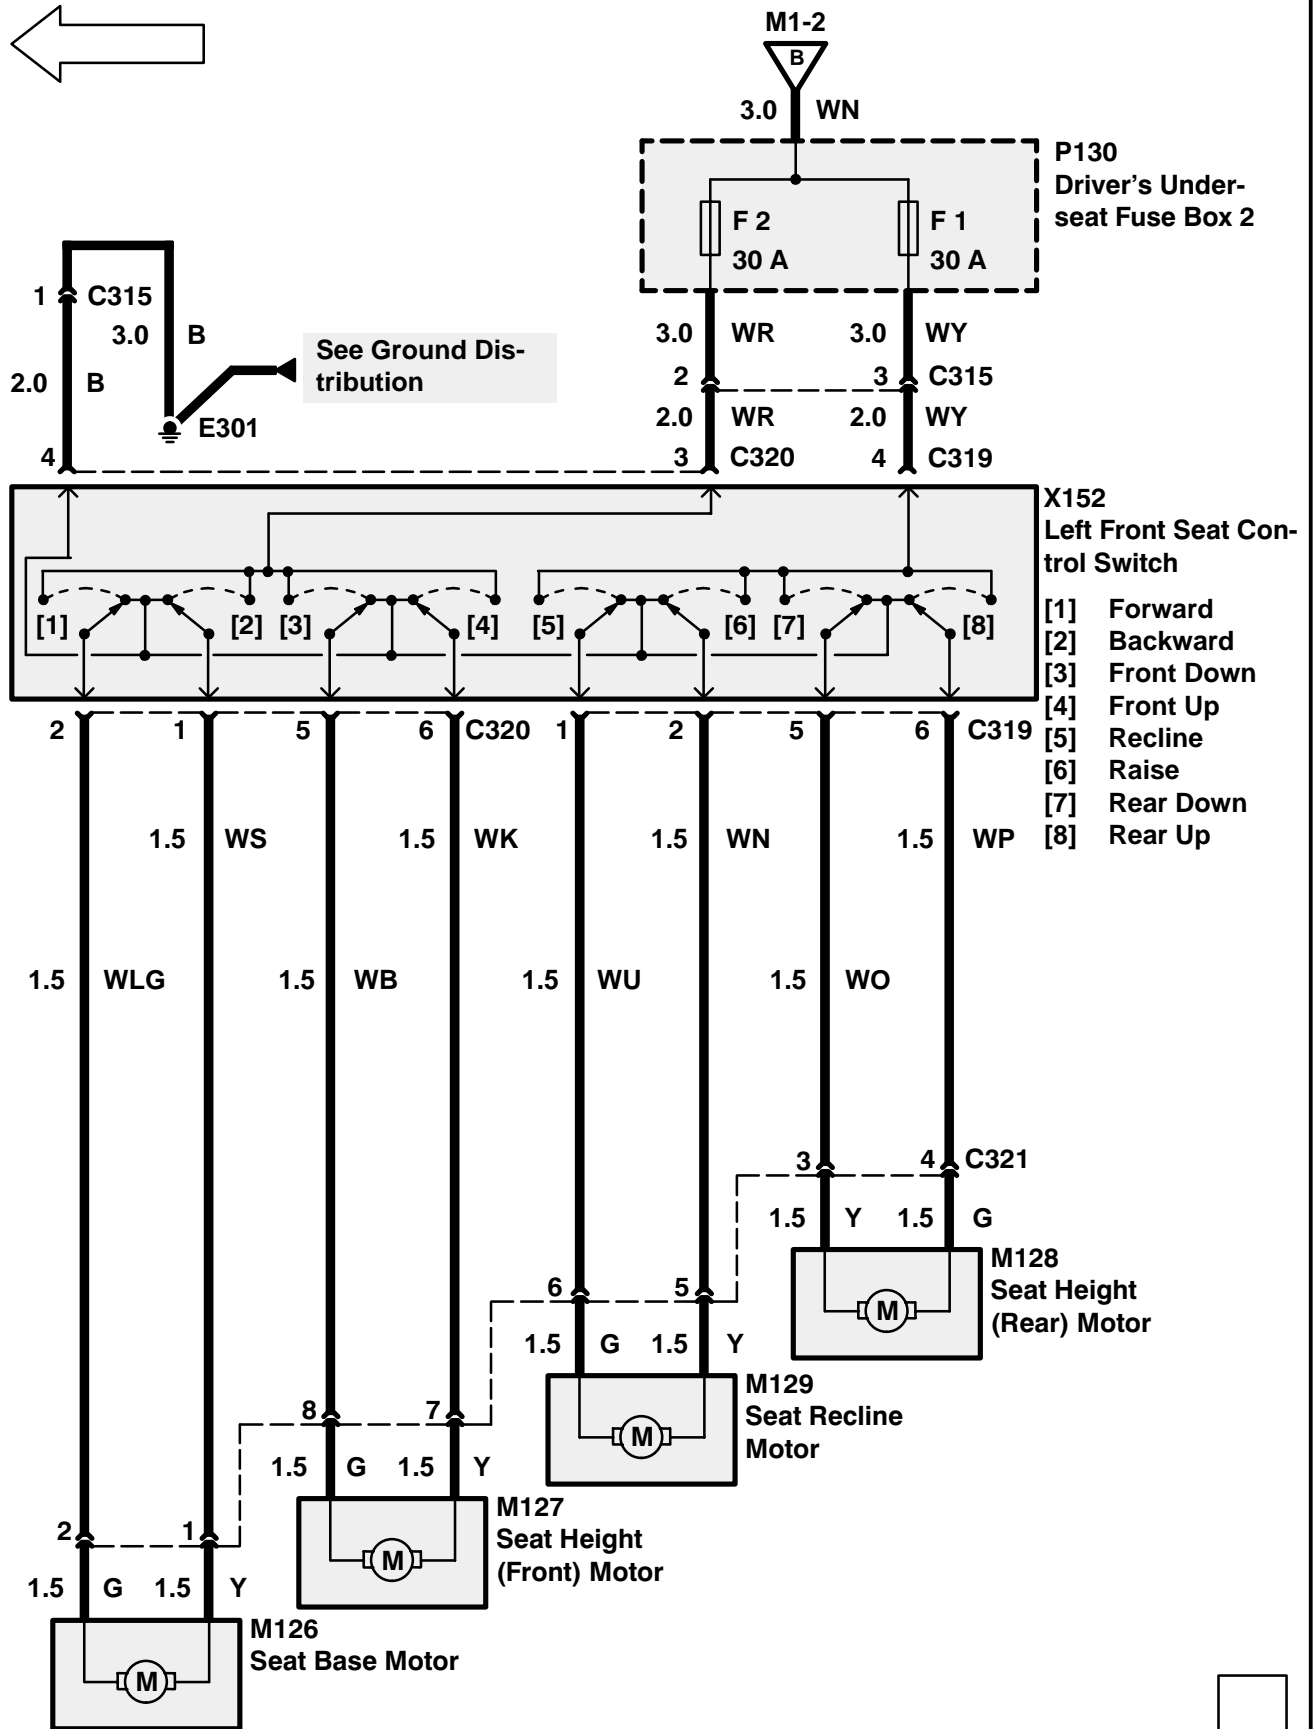 M1-2
B
3.0 WN
P130
Driver's Under-
seat Fuse Box 2
F 2
30 A
F 1
30 A
1 C315
3.0 B
2.0 B
See Ground Dis-
tribution
E301
3.0 WR 3.0 WY
2 3 C315
2.0 WR 2.0 WY
4 3 C320 4 C319
X152
Left Front Seat Con-
trol Switch
[1] [2] [3] [4] [5] [6] [7] [8]
[1] Forward
[2] Backward
[3] Front Down
[4] Front Up
[5] Recline
[6] Raise
[7] Rear Down
[8] Rear Up
2 1 5 6 C320 1 2 5 6 C319
1.5 WS 1.5 WK 1.5 WN 1.5 WP
1.5 WLG 1.5 WB 1.5 WU 1.5 WO
3 4 C321
1.5 Y 1.5 G
M128
Seat Height
(Rear) Motor
M
6 5
1.5 G 1.5 Y
M129
Seat Recline
Motor
M
8 7
1.5 G 1.5 Y
M127
Seat Height
(Front) Motor
M
2 1
1.5 G 1.5 Y
M126
Seat Base Motor
M